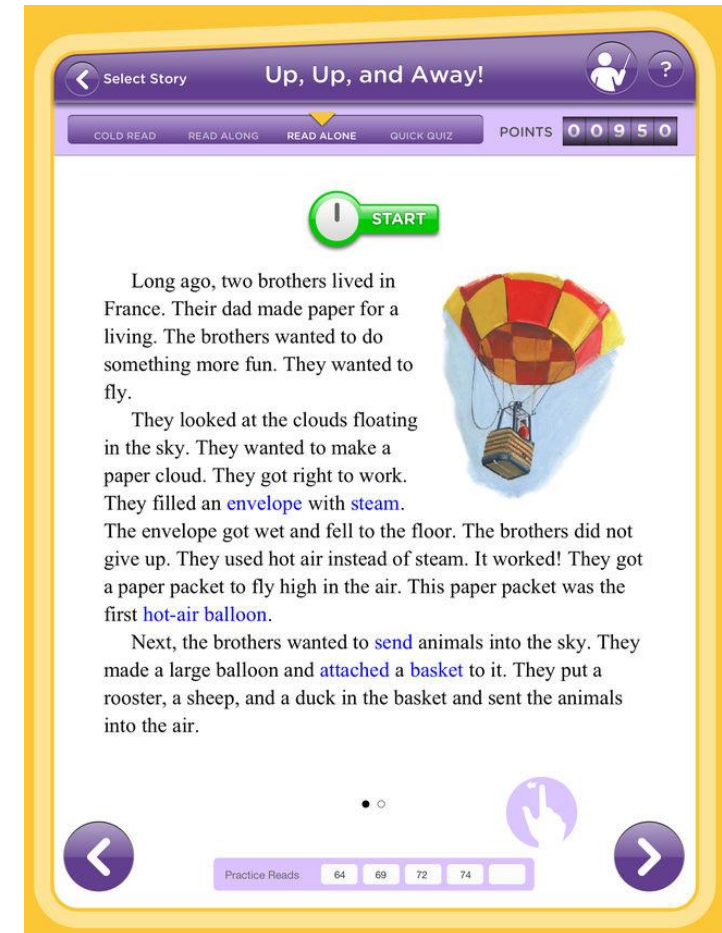 Select Story
Up, Up, and Away!
?
COLD READ READ ALONG READ ALONE QUICK QUIZ
POINTS 00950
START
Long ago, two brothers lived in
France. Their dad made paper for a
living. The brothers wanted to do
something more fun. They wanted to
fly.
They looked at the clouds floating
in the sky. They wanted to make a
paper cloud. They got right to work.
They filled an envelope with steam.
The envelope got wet and fell to the floor. The brothers did not
give up. They used hot air instead of steam. It worked! They got
a paper packet to fly high in the air. This paper packet was the
first hot-air balloon.
Next, the brothers wanted to send animals into the sky. They
made a large balloon and attached a basket to it. They put a
rooster, a sheep, and a duck in the basket and sent the animals
into the air.
Practice Reads 64 69 72 74